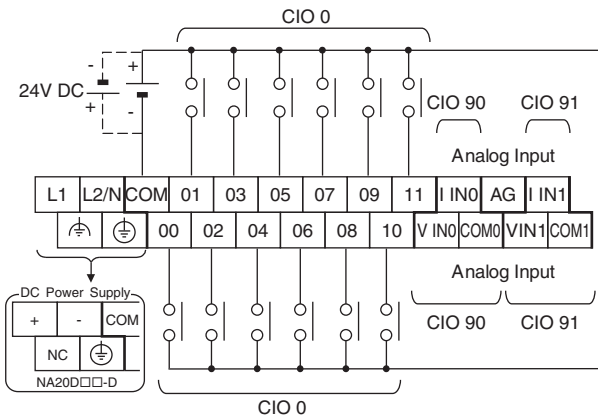 CIO 0
- +
24V DC
+ -
CIO 90 CIO 91
Analog Input
L1 L2/N COM 01 03 05 07 09 11 I IN0 AG I IN1
00 02 04 06 08 10 V IN0 COM0 VIN1 COM1
Analog Input
DC Power Supply
CIO 90 CIO 91
+ - COM
NC
NA20D□□-D
CIO 0